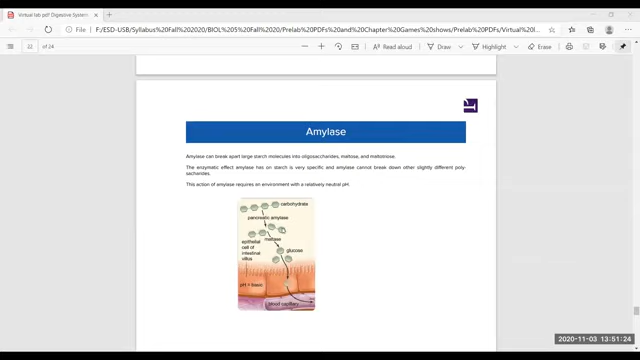 Virtual lab pdf Digestive System
F:/ESD-USB/Syllabus%20Fall%202020/BIOL%205%20Fall%20/Prelab%20PDFs%20and%20Chapter%20Games%20shows/Prelab%20PDFs/Virtual%20l...
22 of 24
Read aloud
Draw
Highlight
Erase
Amylase
Amylase can break apart large starch molecules into oligosaccharides, maltose, and maltotriose.
The enzymatic effect amylase has on starch is very specific and amylase cannot break down other slightly different poly-
saccharides.
This action of amylase requires an environment with a relatively neutral pH.
carbohydrate
pancreatic amylase
maltase
epithelial
cell of
intestinal
villus
glucose
pH = basic
blood capillary
2020-11-03 13:51:24